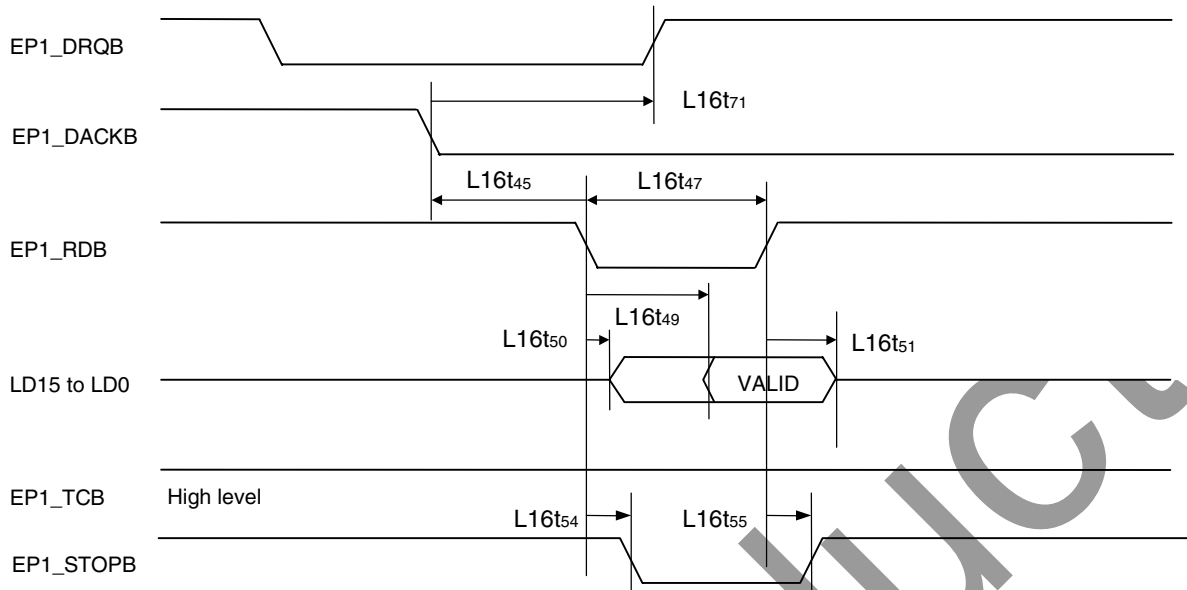 EP1_DRQB
L16t71
EP1_DACKB
L16t45
L16t47
EP1_RDB
L16t49
L16t50
L16t51
LD15 to LD0
VALID
EP1_TCB
High level
L16t54
L16t55
EP1_STOPB